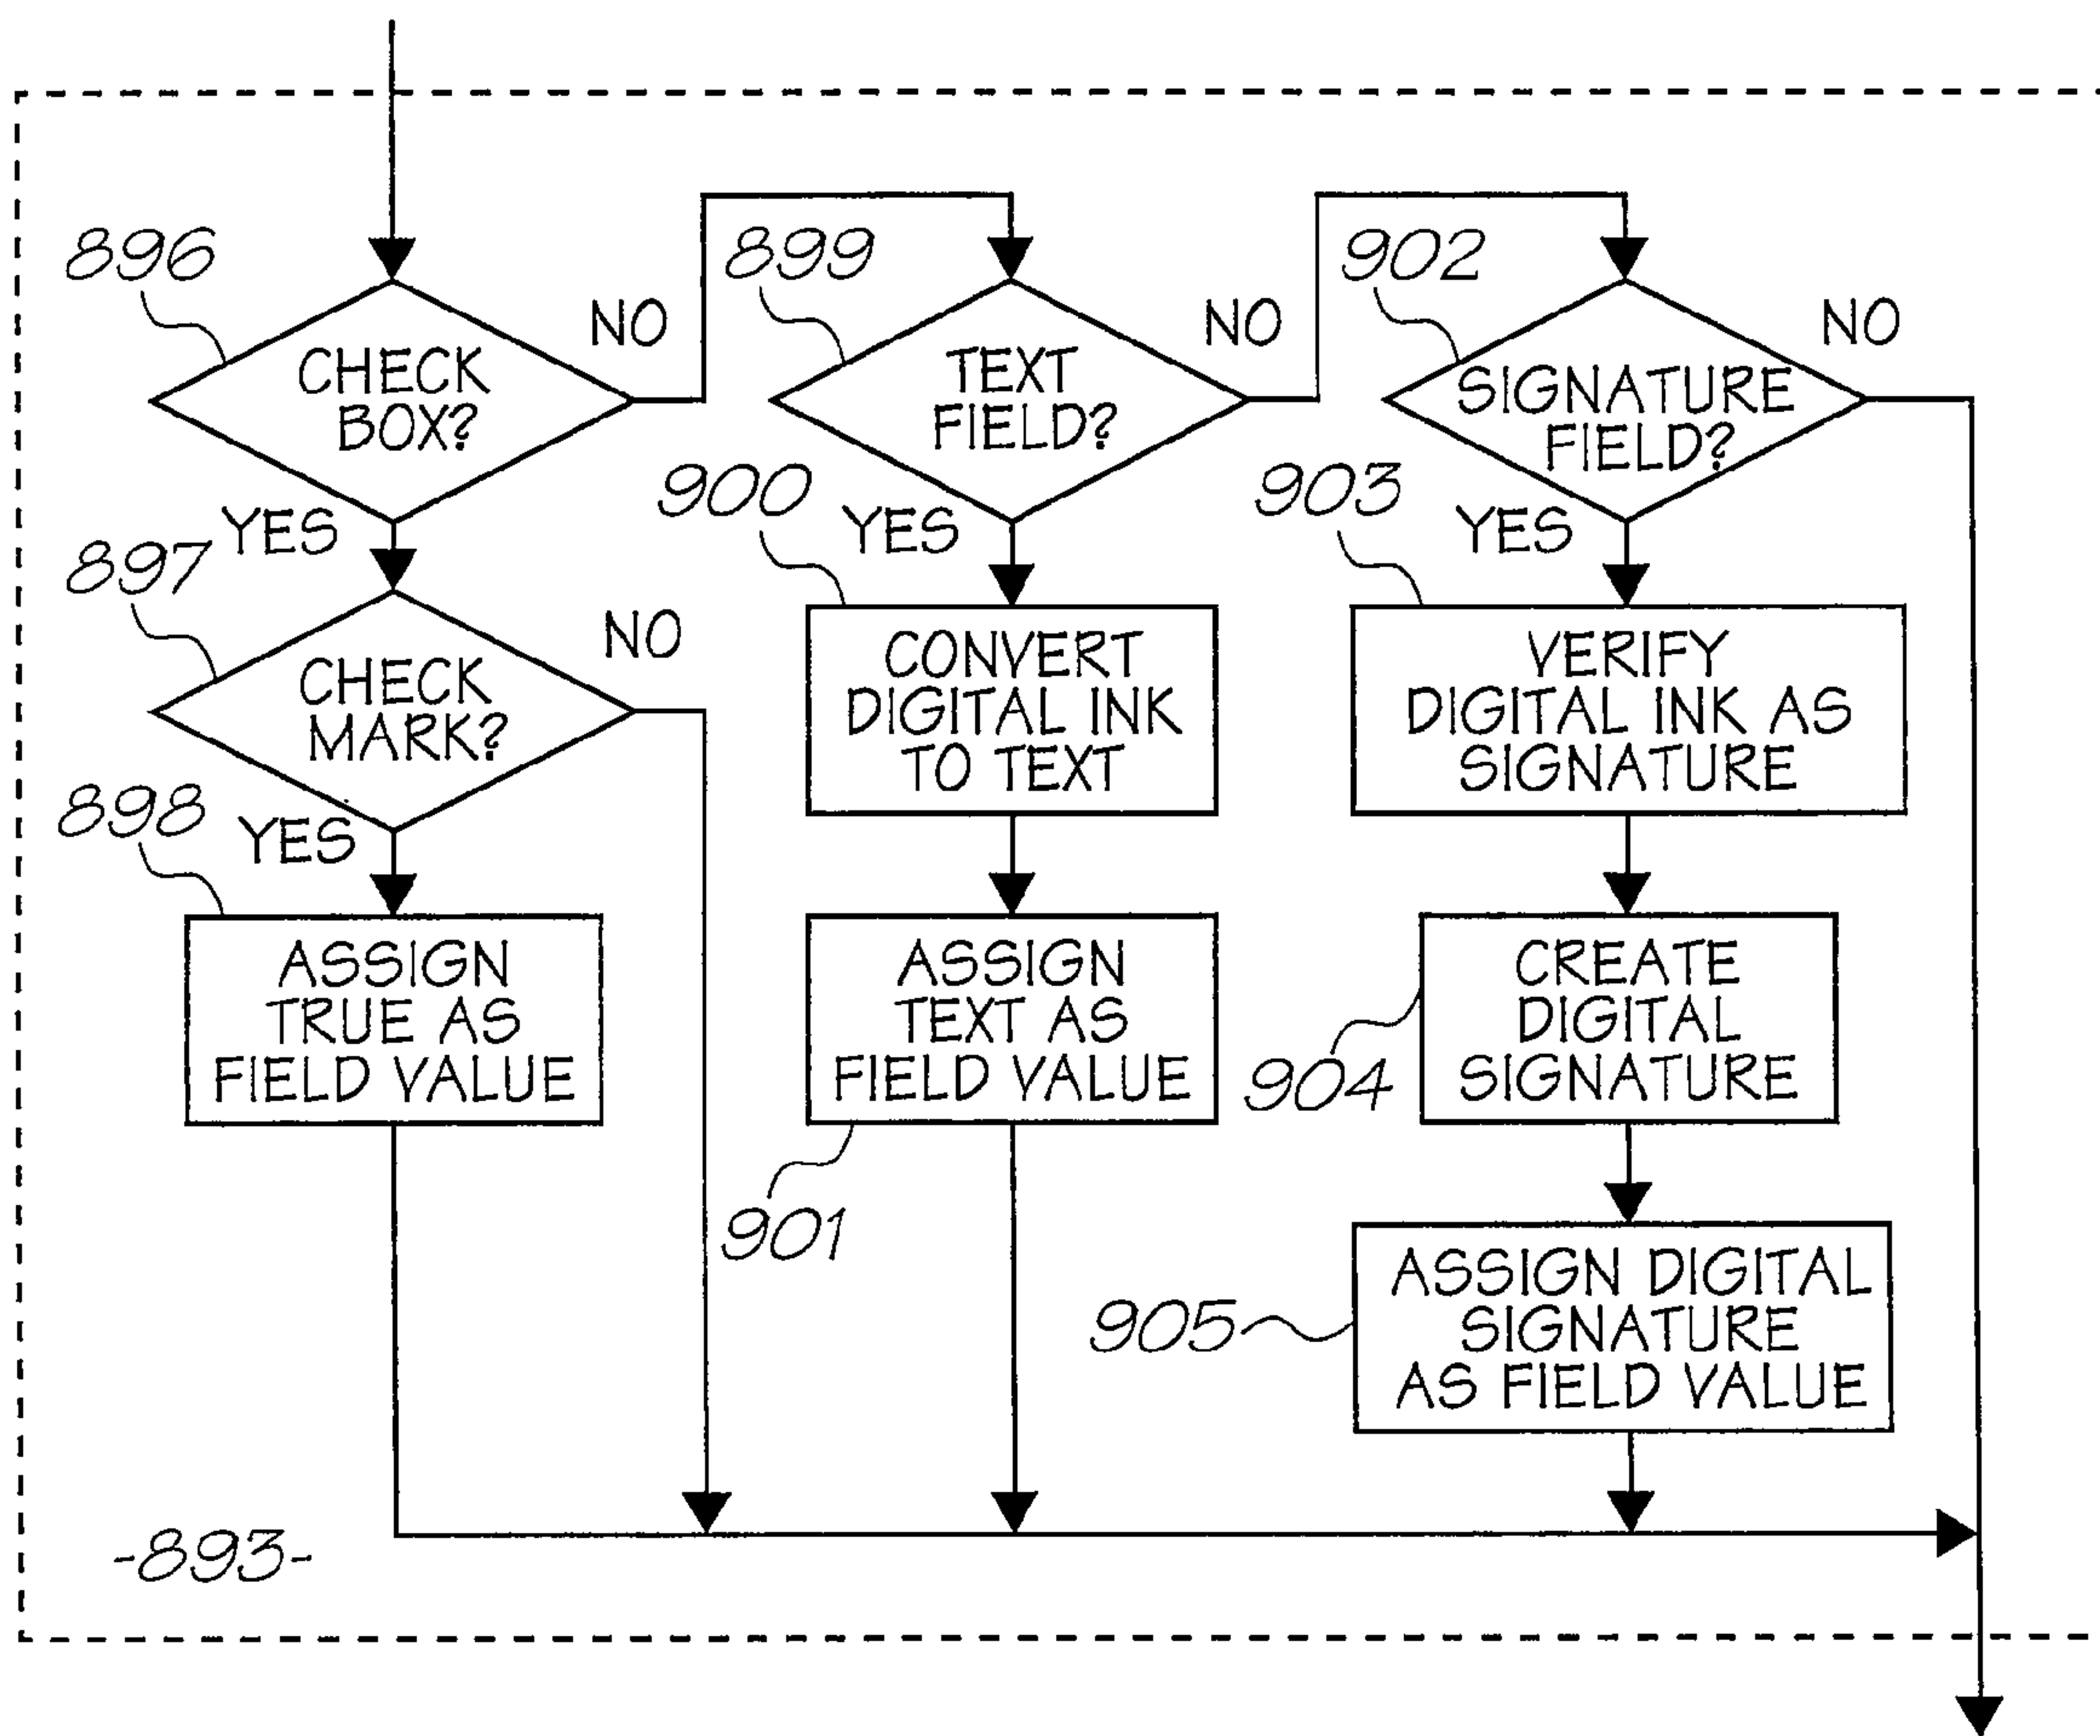 896
CHECK
BOX?
NO
YES
897
CHECK
MARK?
NO
YES
898
ASSIGN
TRUE AS
FIELD VALUE
899
TEXT
FIELD?
NO
YES
900
CONVERT
DIGITAL INK
TO TEXT
ASSIGN
TEXT AS
FIELD VALUE
901
902
SIGNATURE
FIELD?
NO
YES
903
VERIFY
DIGITAL INK AS
SIGNATURE
CREATE
DIGITAL
SIGNATURE
904
ASSIGN DIGITAL
SIGNATURE
AS FIELD VALUE
905
-893-